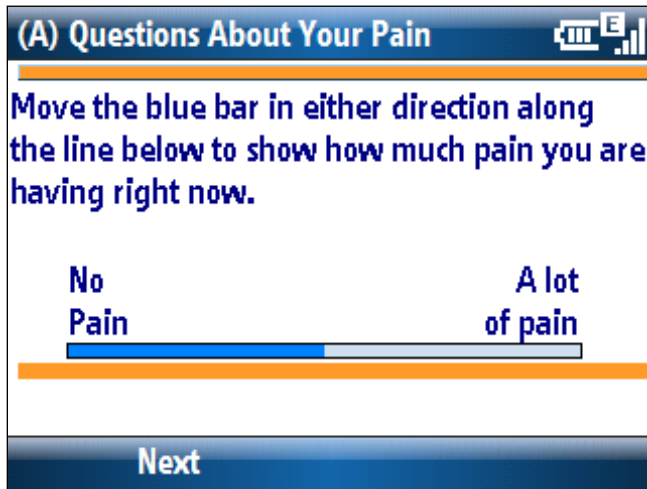 (A) Questions About Your Pain
E
Move the blue bar in either direction along
the line below to show how much pain you are
having right now.
No A lot
Pain of pain
Next